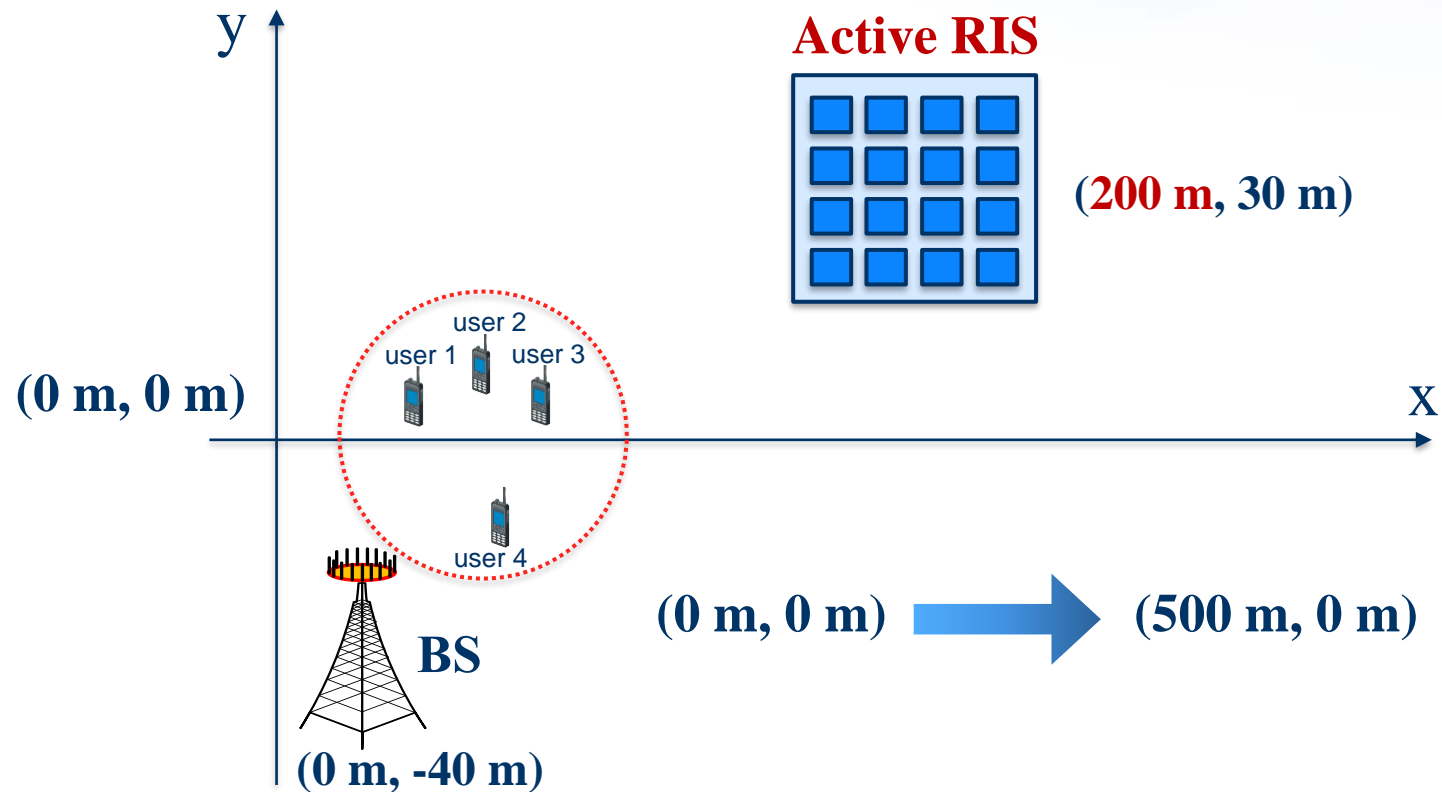 y
Active RIS
(200 m, 30 m)
user 2
user 1
user 3
(0 m, 0 m)
x
user 4
(0 m, 0 m)
(500 m, 0 m)
BS
(0 m, -40 m)